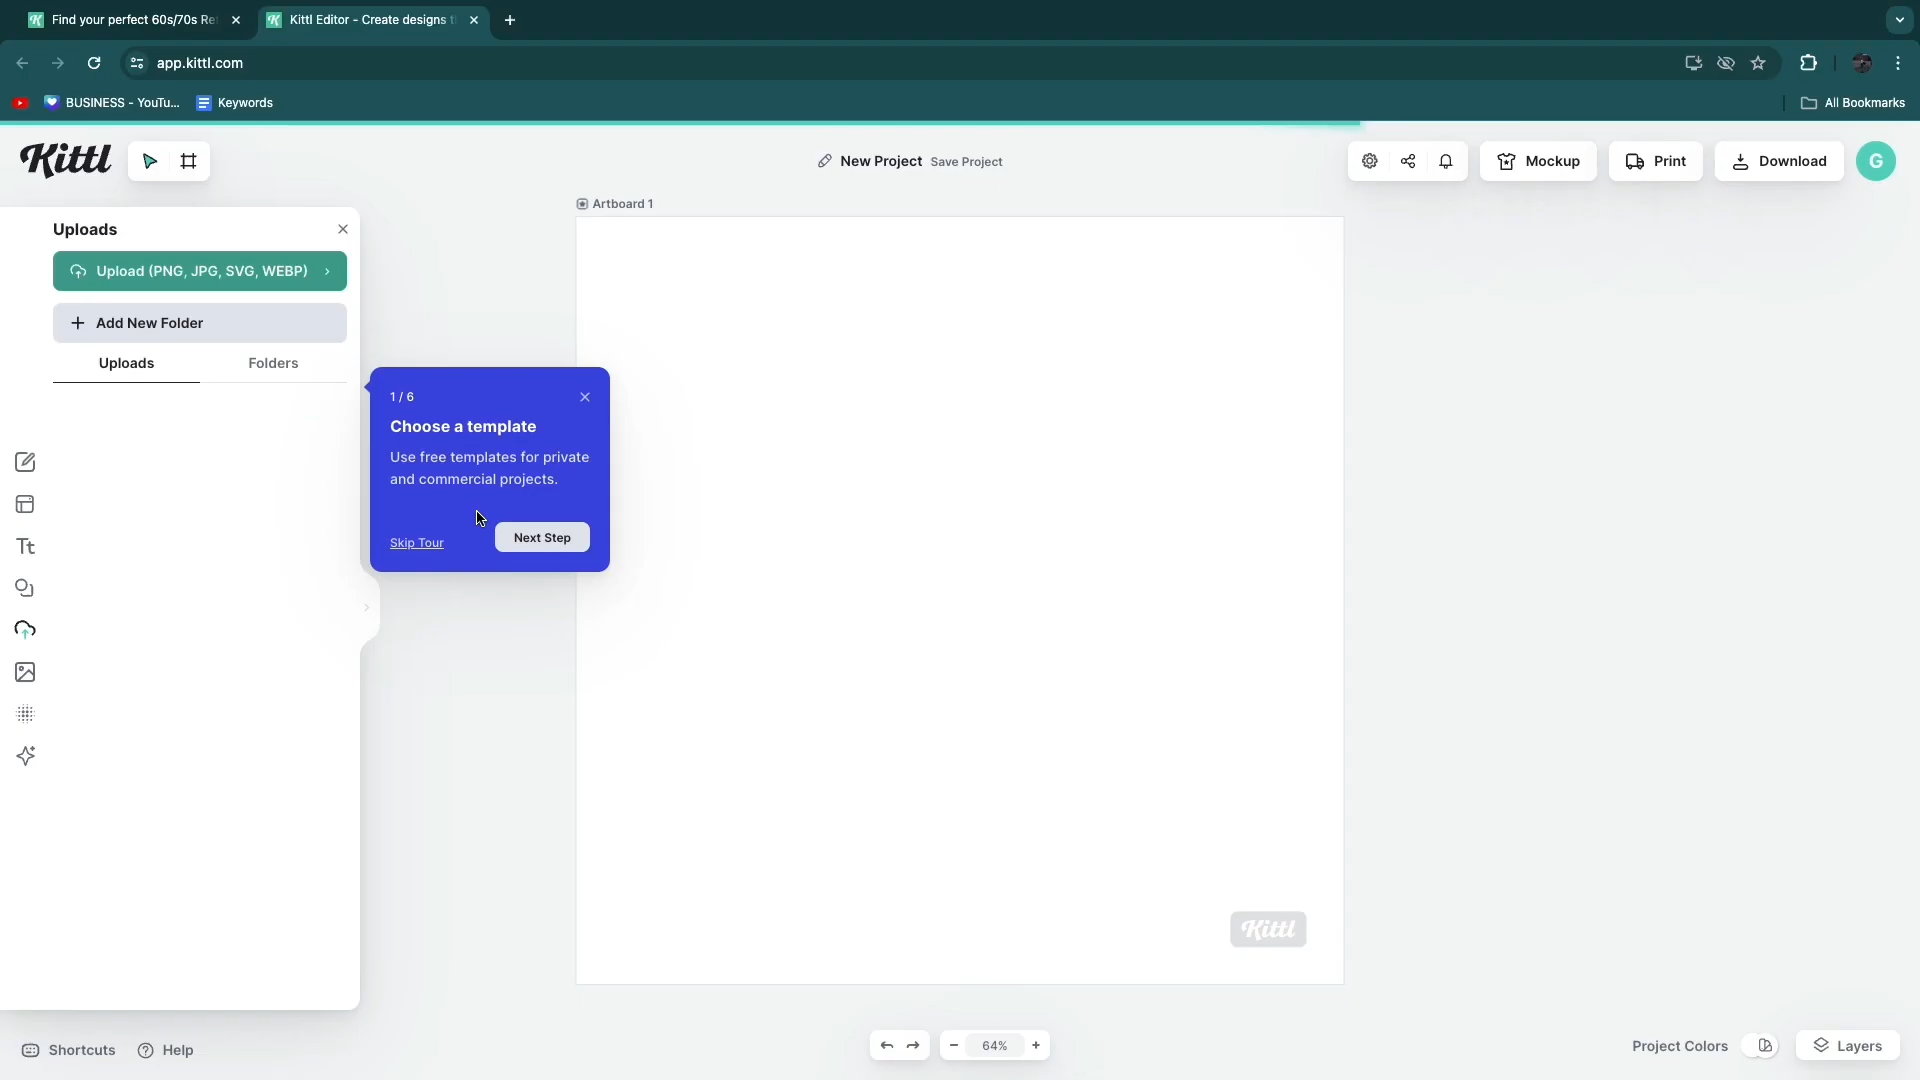 Find your perfect 60s/70s Re
Kittl Editor - Create designs t
app.kittl.com
BUSINESS - YouTu...
Keywords
All Bookmarks
Kittl
New Project
Save Project
Mockup
Print
Download
G
Artboard 1
Uploads
Upload (PNG, JPG, SVG, WEBP)
Add New Folder
Uploads
Folders
1 / 6
Choose a template
Use free templates for private
and commercial projects.
Skip Tour
Next Step
Tt
Kittl
Shortcuts
Help
64%
Project Colors
Layers